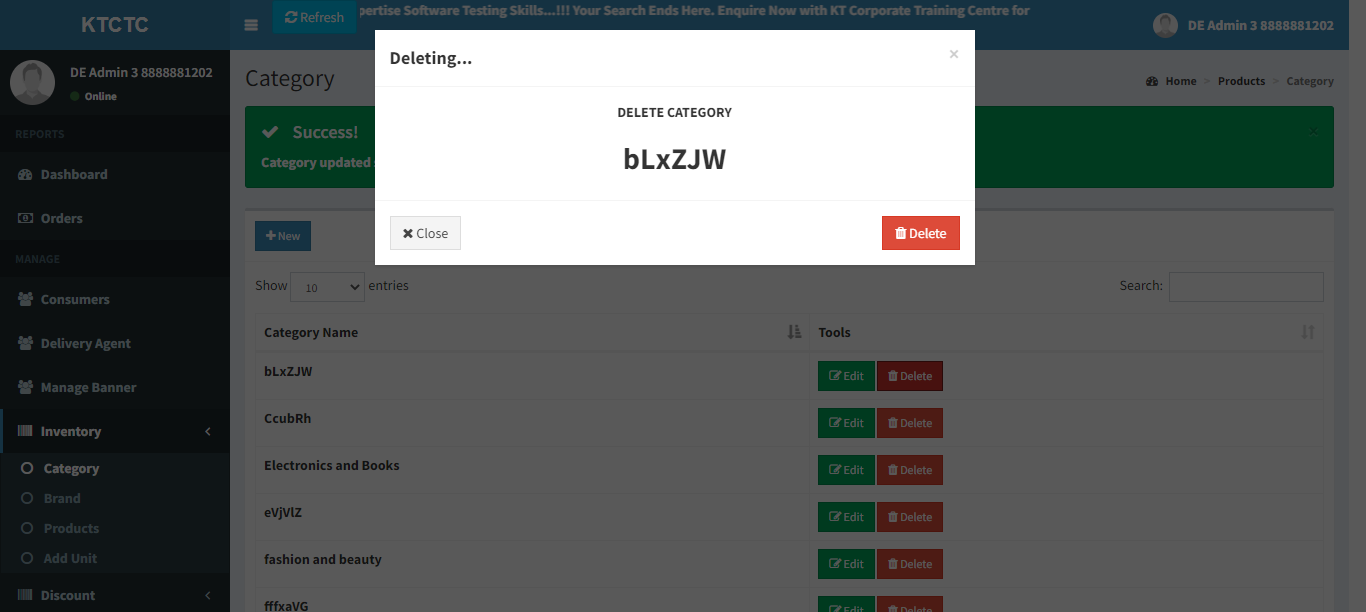 KTCTC
Refresh
pertise Software Testing Skills...!!! Your Search Ends Here. Enquire Now with KT Corporate Training Centre for
DE Admin 3 8888881202
DE Admin 3 8888881202
Online
REPORTS
Dashboard
Orders
MANAGE
Consumers
Delivery Agent
Manage Banner
Inventory
Category
Brand
Products
Add Unit
Discount
Category
Home > Products > Category
Success!
Category updated
Deleting...
×
DELETE CATEGORY
bLxZJW
Close
Delete
New
Show 10 entries
Search:
Category Name Tools
bLxZJW Edit Delete
CcubRh Edit Delete
Electronics and Books Edit Delete
eVjVlZ Edit Delete
fashion and beauty Edit Delete
fffxaVG Edit Delete